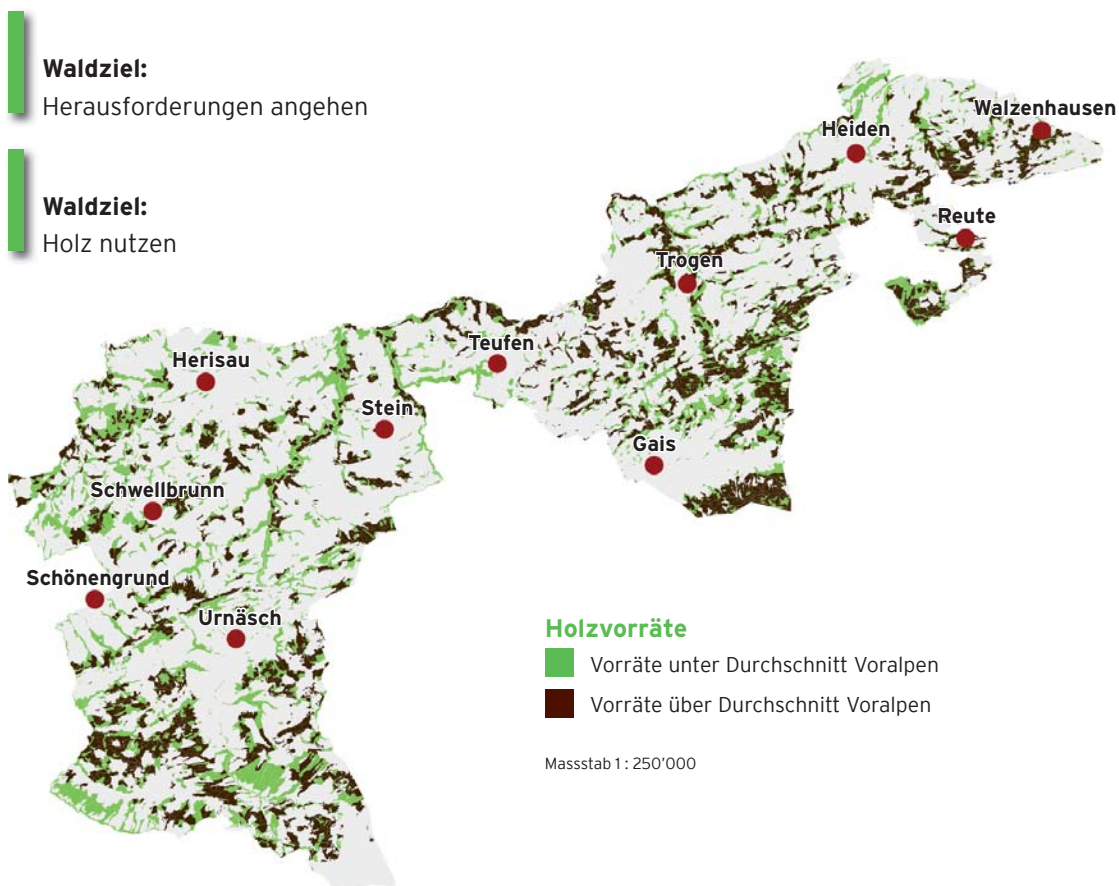 Waldziel:
Herausforderungen angehen
Waldziel:
Holz nutzen
Walzenhausen
Heiden
Reute
Trogen
Teufen
Herisau
Stein
Gais
Schwellbrunn
Schönengrund
Urnäsch
Holzvorräte
Vorräte unter Durchschnitt Voralpen
Vorräte über Durchschnitt Voralpen
Massstab 1 : 250’000